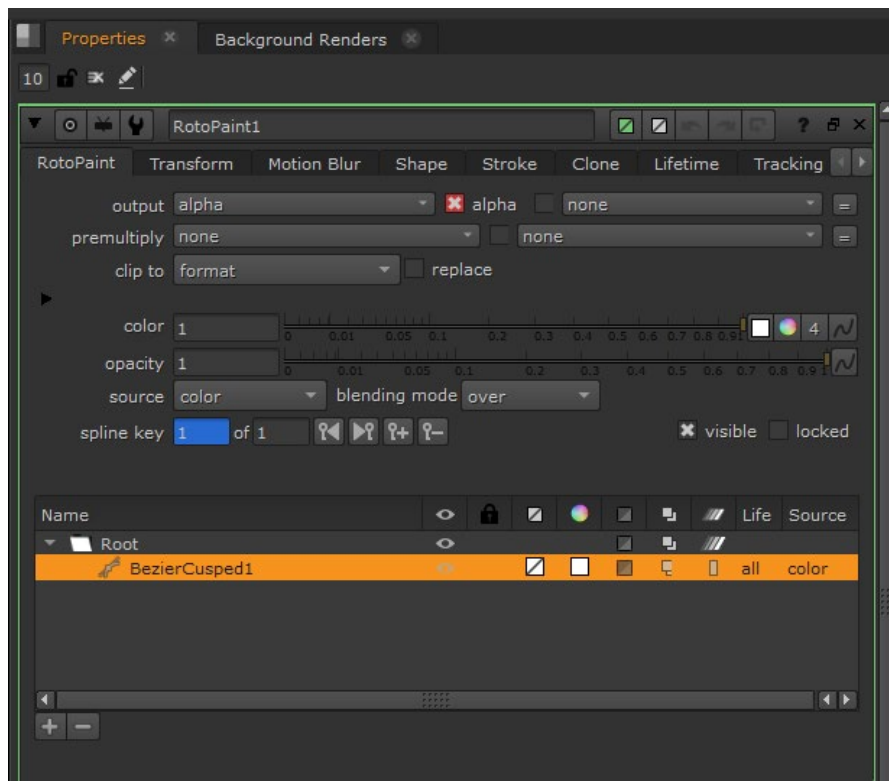 Properties Background Renders
10
RotoPaint1 ?
RotoPaint Transform Motion Blur Shape Stroke Clone Lifetime Tracking
output alpha alpha none =
premultiply none none =
clip to format replace
color 1 0 0.01 0.05 0.1 0.2 0.3 0.4 0.5 0.6 0.7 0.8 0.91 4
opacity 1 0 0.01 0.05 0.1 0.2 0.3 0.4 0.5 0.6 0.7 0.8 0.9 1
source color blending mode over
spline key 1 of 1 visible locked
Name Life Source
Root
BezierCusped1 all color